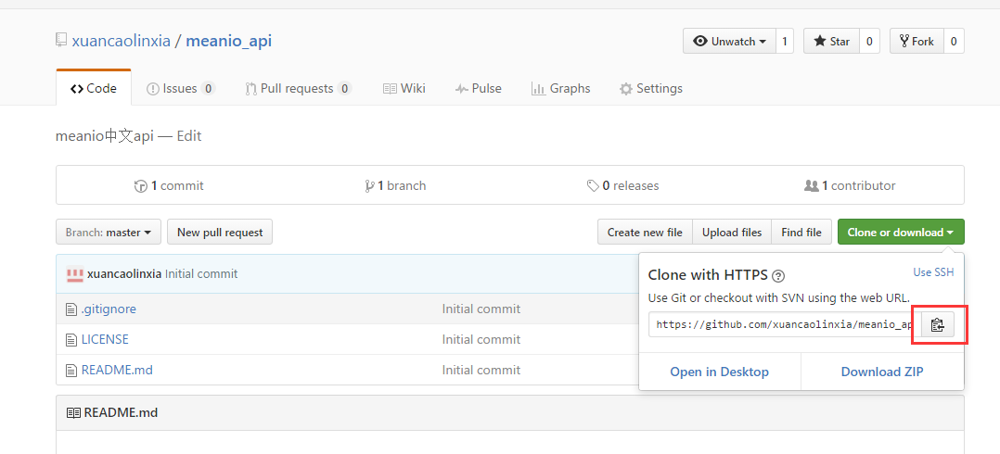 xuancaolinxia / meanio_api
Unwatch 1 Star 0 Fork 0
Code Issues 0 Pull requests 0 Wiki Pulse Graphs Settings
meanio中文api — Edit
1 commit 1 branch 0 releases 1 contributor
Branch: master New pull request Create new file Upload files Find file Clone or download
xuancaolinxia Initial commit
.gitignore Initial commit
LICENSE Initial commit
README.md Initial commit
Clone with HTTPS ? Use SSH
Use Git or checkout with SVN using the web URL.
https://github.com/xuancaolinxia/meanio_ap
Open in Desktop Download ZIP
README.md